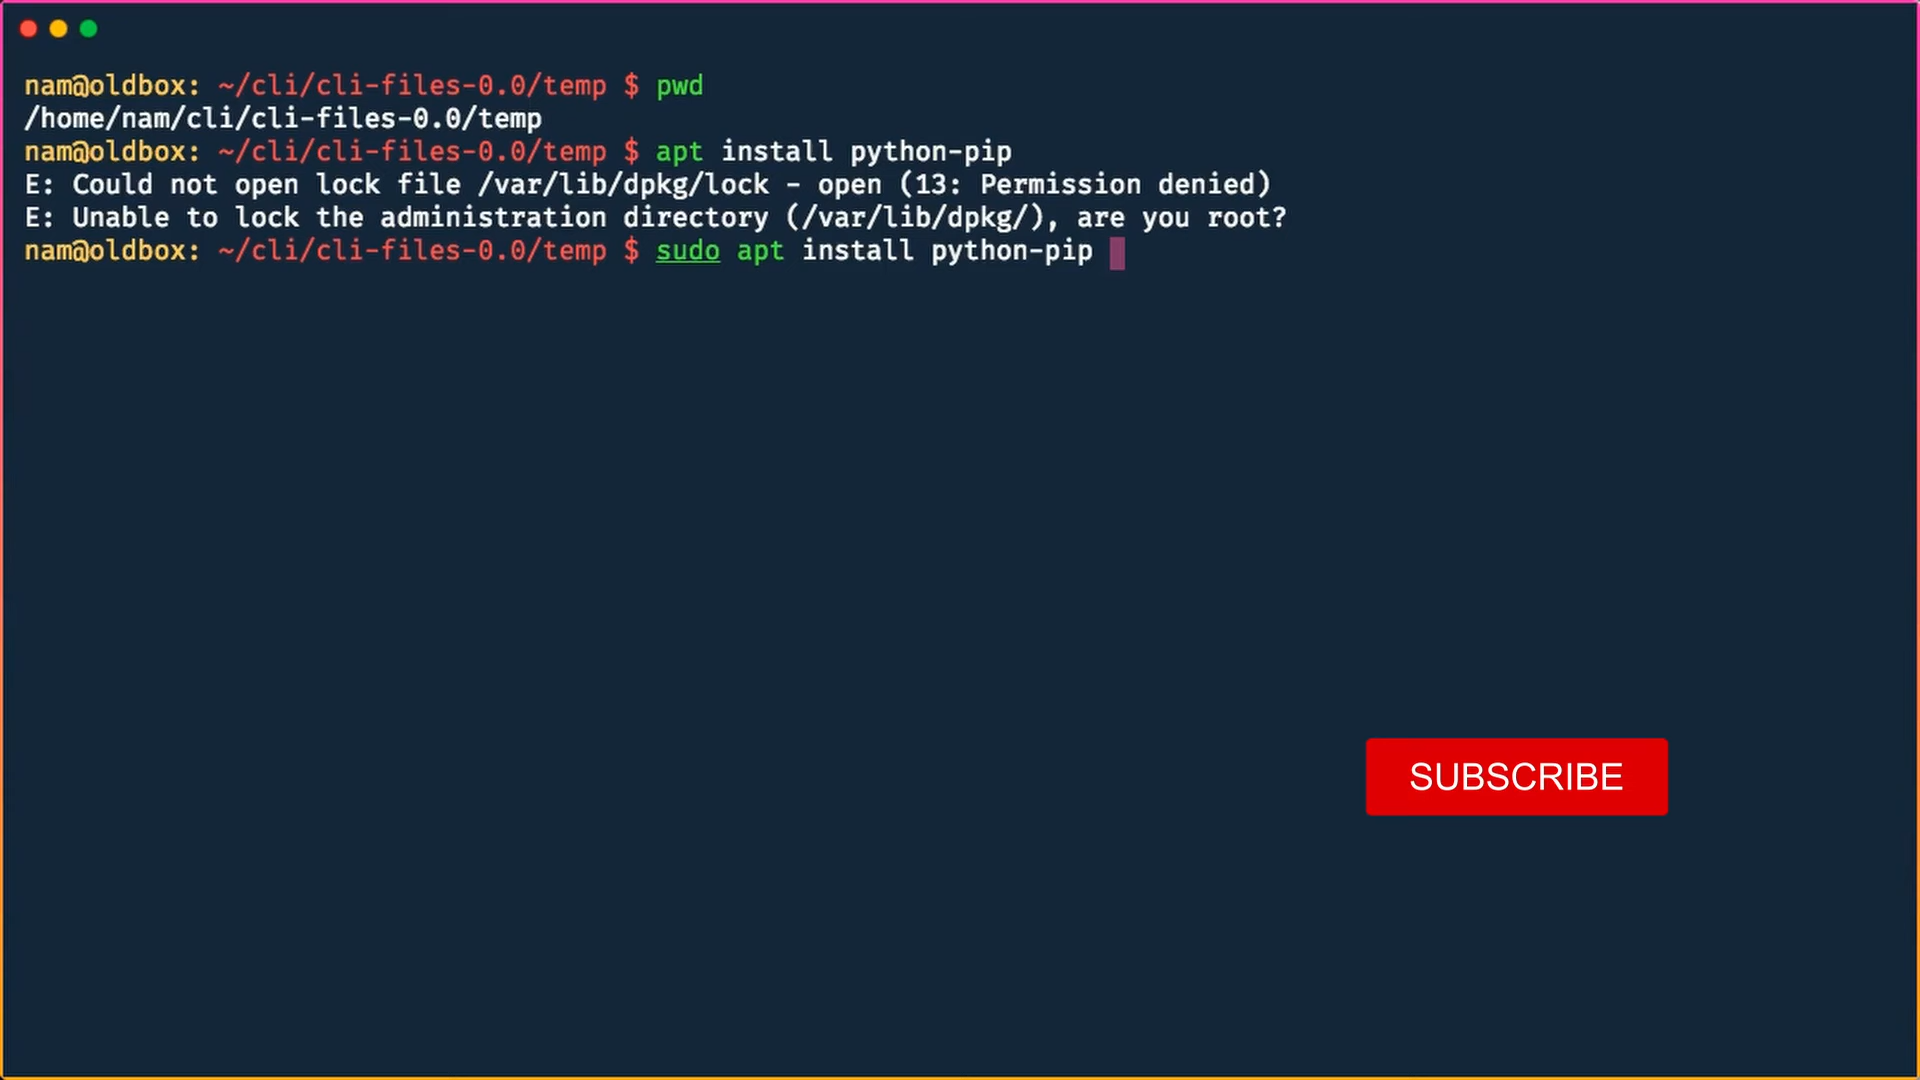 nam@oldbox: ~/cli/cli-files-0.0/temp $ pwd
/home/nam/cli/cli-files-0.0/temp
nam@oldbox: ~/cli/cli-files-0.0/temp $ apt install python-pip
E: Could not open lock file /var/lib/dpkg/lock - open (13: Permission denied)
E: Unable to lock the administration directory (/var/lib/dpkg/), are you root?
nam@oldbox: ~/cli/cli-files-0.0/temp $ sudo apt install python-pip
SUBSCRIBE